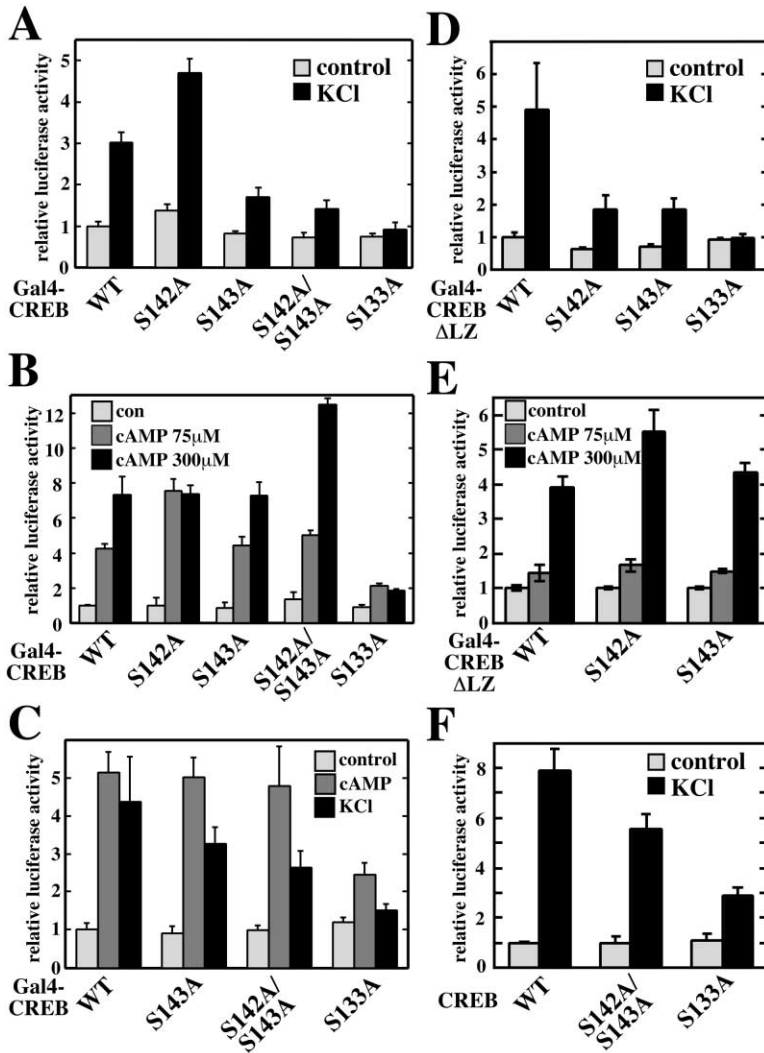 A
relative luciferase activity
5
4
3
2
1
0
control
KCl
Gal4-
CREB
WT
S142A
S143A
S142A/
S143A
S133A
B
relative luciferase activity
12
10
8
6
4
2
0
con
cAMP 75µM
cAMP 300µM
Gal4-
CREB
WT
S142A
S143A
S142A/
S143A
S133A
C
relative luciferase activity
5
4
3
2
1
0
control
cAMP
KCl
Gal4-
CREB
WT
S143A
S142A/
S143A
S133A
D
relative luciferase activity
6
5
4
3
2
1
0
control
KCl
Gal4-
CREB
ΔLZ
WT
S142A
S143A
S133A
E
relative luciferase activity
6
5
4
3
2
1
0
control
cAMP 75µM
cAMP 300µM
Gal4-
CREB
ΔLZ
WT
S142A
S143A
F
relative luciferase activity
8
6
4
2
0
control
KCl
CREB
WT
S142A/
S143A
S133A